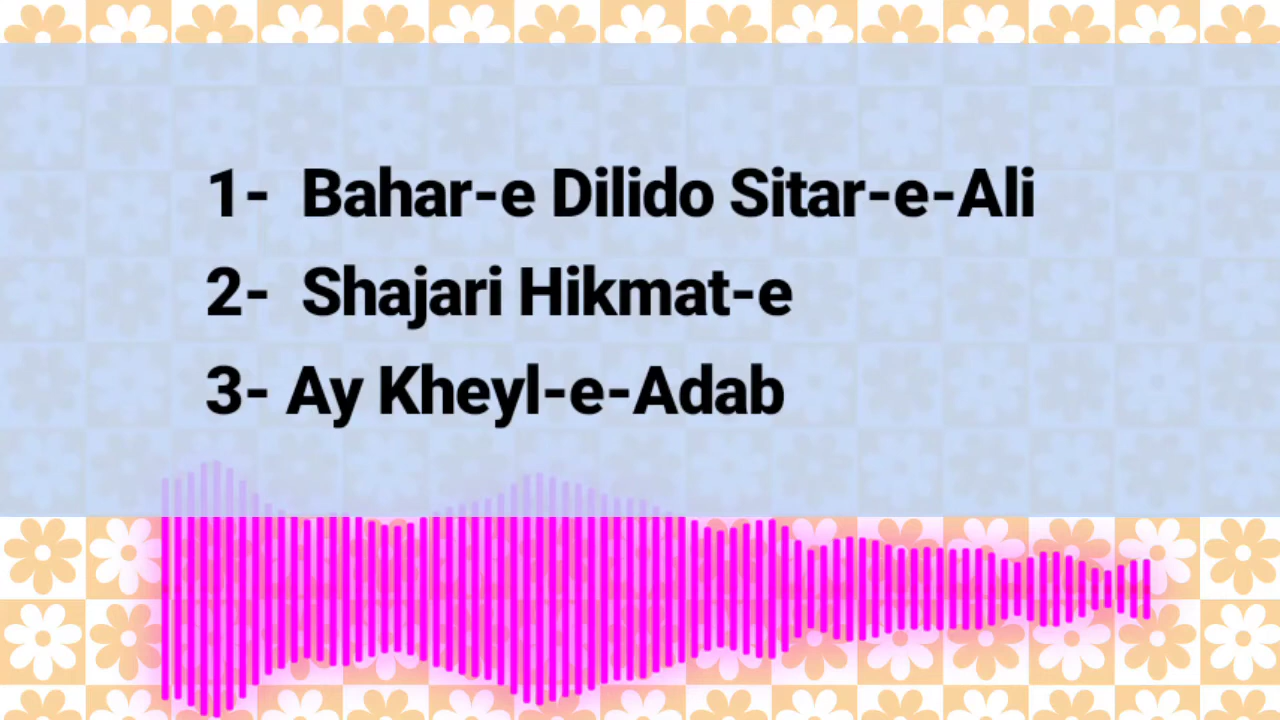 1- Bahar-e Dilido Sitar-e-Ali
2- Shajari Hikmat-e
3- Ay Kheyl-e-Adab